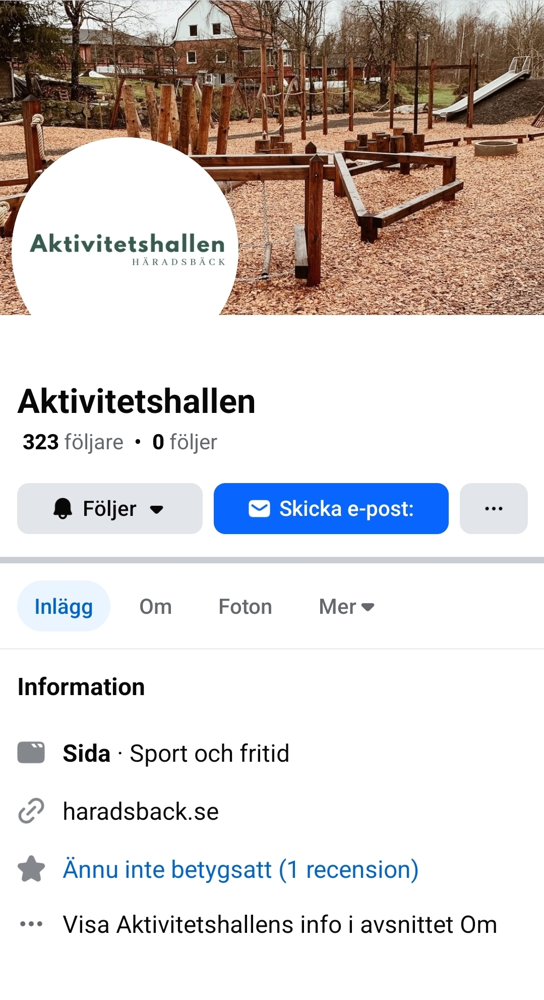 Aktivitetshallen
HÄRADSBÄCK
Aktivitetshallen
323 följare • 0 följer
Följer
Skicka e-post:
Inlägg
Om
Foton
Mer
Information
Sida · Sport och fritid
haradsback.se
Ännu inte betygsatt (1 recension)
Visa Aktivitetshallens info i avsnittet Om